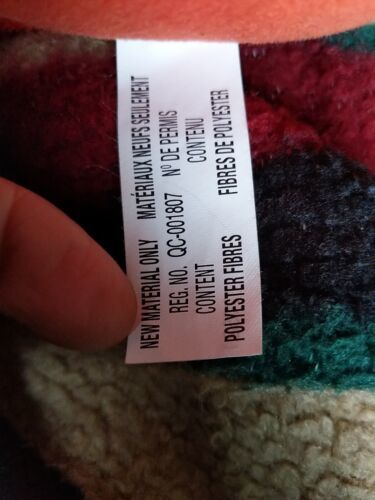 NEW MATERIAL ONLY MATÉRIAUX NEUFS SEULEMENT
REG. NO. QC-001807 Nº DE PERMIS
CONTENT CONTENU
POLYESTER FIBRES FIBRES DE POLYESTER